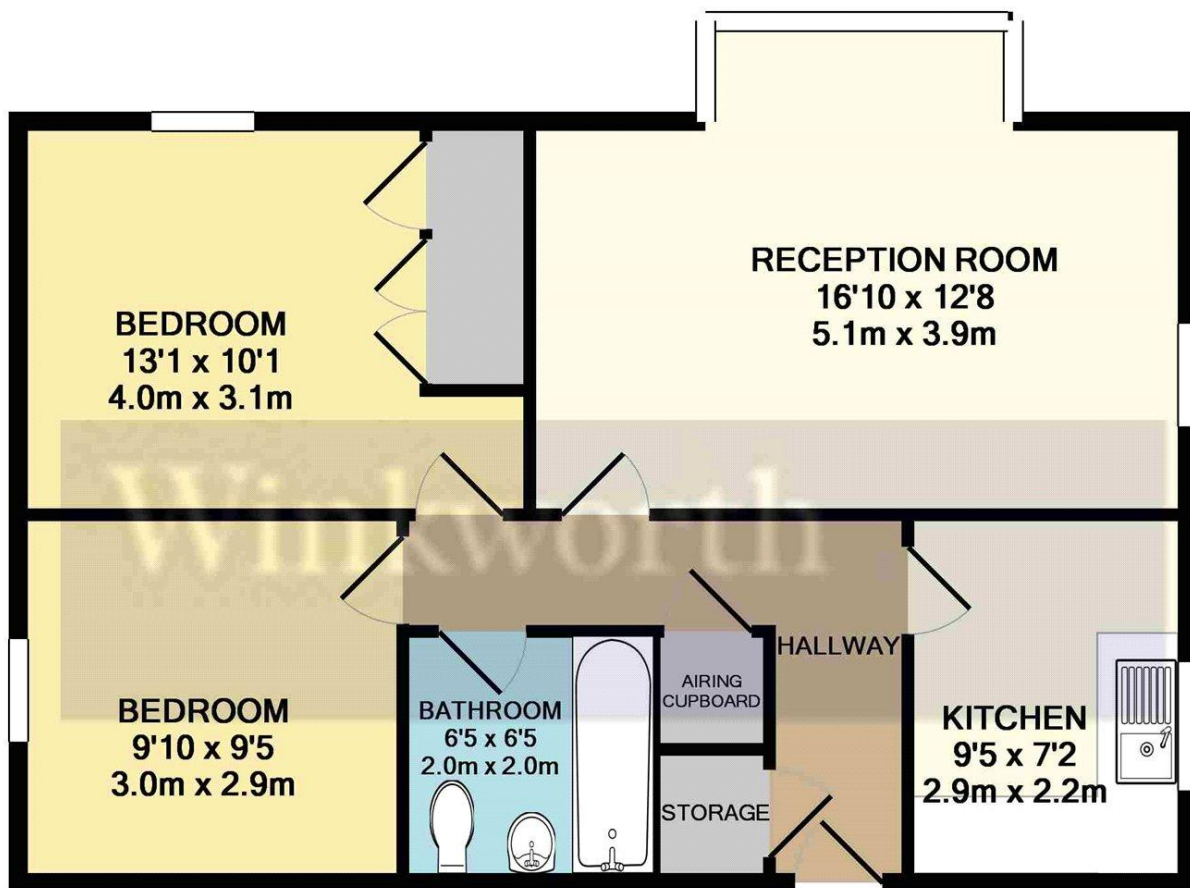 RECEPTION ROOM
16'10 x 12'8
5.1m x 3.9m
BEDROOM
13'1 x 10'1
4.0m x 3.1m
Winkworth
HALLWAY
AIRING
CUPBOARD
BEDROOM
9'10 x 9'5
3.0m x 2.9m
BATHROOM
6'5 x 6'5
2.0m x 2.0m
KITCHEN
9'5 x 7'2
2.9m x 2.2m
STORAGE